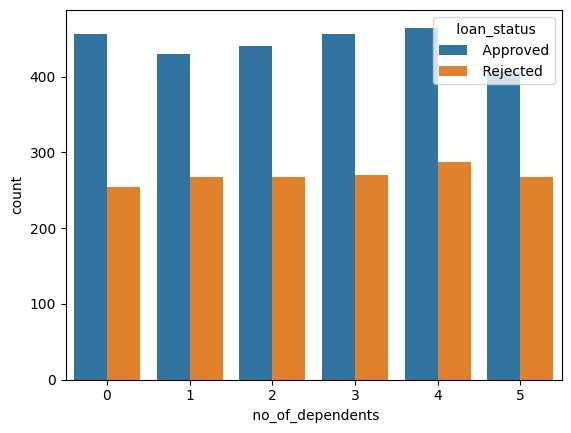 loan_status
Approved
Rejected
400
300
200
100
0
count
0 1 2 3 4 5
no_of_dependents